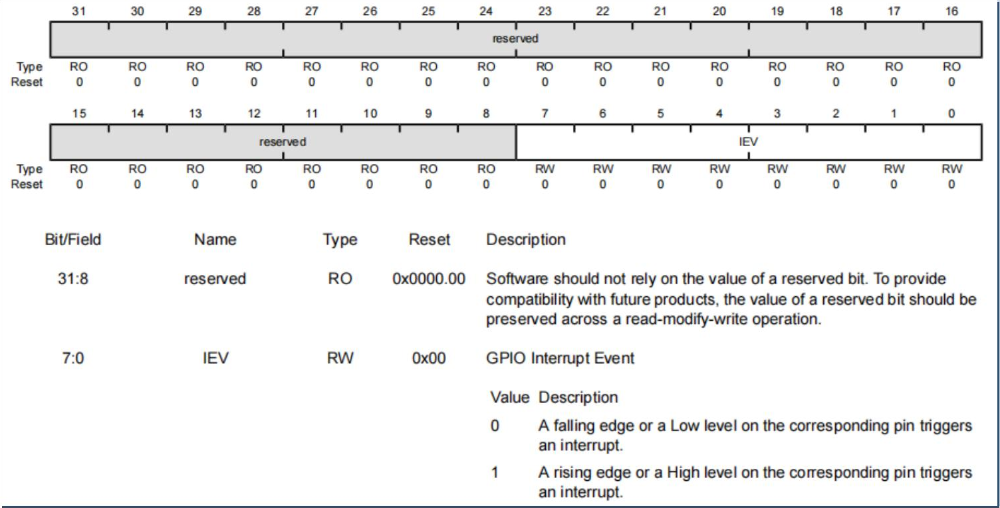 31 30 29 28 27 26 25 24 23 22 21 20 19 18 17 16
reserved
Type RO RO RO RO RO RO RO RO RO RO RO RO RO RO RO RO
Reset 0 0 0 0 0 0 0 0 0 0 0 0 0 0 0 0
15 14 13 12 11 10 9 8 7 6 5 4 3 2 1 0
reserved IEV
Type RO RO RO RO RO RO RO RO RW RW RW RW RW RW RW RW
Reset 0 0 0 0 0 0 0 0 0 0 0 0 0 0 0 0
Bit/Field Name Type Reset Description
31:8 reserved RO 0x0000.00 Software should not rely on the value of a reserved bit. To provide
compatibility with future products, the value of a reserved bit should be
preserved across a read-modify-write operation.
7:0 IEV RW 0x00 GPIO Interrupt Event
Value Description
0 A falling edge or a Low level on the corresponding pin triggers
an interrupt.
1 A rising edge or a High level on the corresponding pin triggers
an interrupt.